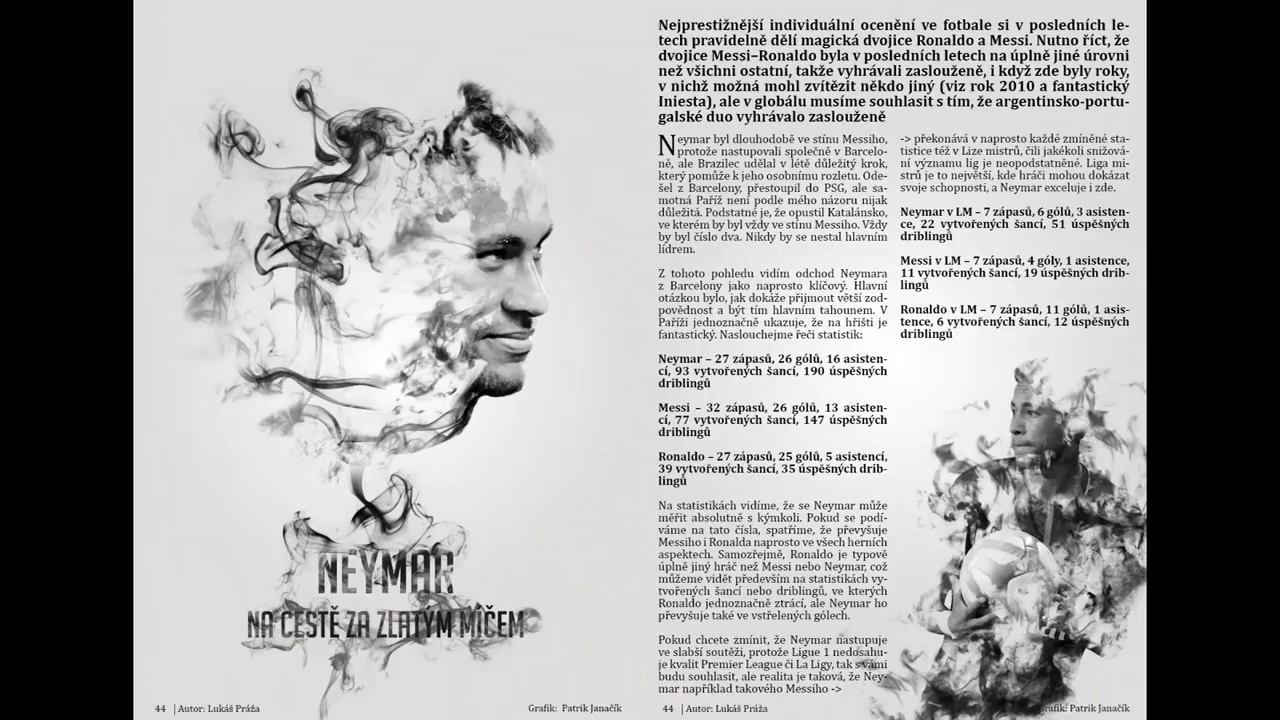 NEYMAR
NA CESTĚ ZA ZLATÝM MÍČEM
44 | Autor: Lukáš Práža
Grafik: Patrik Janačík
Nejprestižnější individuální ocenění ve fotbale si v posledních le-
tech pravidelně dělí magická dvojice Ronaldo a Messi. Nutno říct, že
dvojice Messi–Ronaldo byla v posledních letech na úplně jiné úrovni
než všichni ostatní, takže vyhrávali zaslouženě, i když zde byly roky,
v nichž možná mohl zvítězit někdo jiný (viz rok 2010 a fantastický
Iniesta), ale v globálu musíme souhlasit s tím, že argentinsko-portu-
galské duo vyhrávalo zaslouženě
Neymar byl dlouhodobě ve stínu Messiho,
protože nastupovali společně v Barcelo-
ně, ale Brazilec udělal v létě důležitý krok,
který pomůže k jeho osobnímu rozletu. Ode-
šel z Barcelony, přestoupil do PSG, ale sa-
motná Paříž není podle mého názoru nijak
důležitá. Podstatné je, že opustil Katalánsko,
ve kterém by byl vždy ve stínu Messiho. Vždy
by byl číslo dva. Nikdy by se nestal hlavním
lídrem.
Z tohoto pohledu vidím odchod Neymara
z Barcelony jako naprosto klíčový. Hlavní
otázkou bylo, jak dokáže přijmout větší zod-
povědnost a být tím hlavním tahounem. V
Paříži jednoznačně ukazuje, že na hřišti je
fantastický. Naslouchejme řeči statistik:
Neymar – 27 zápasů, 26 gólů, 16 asisten-
cí, 93 vytvořených šancí, 190 úspěšných
driblingů
Messi – 32 zápasů, 26 gólů, 13 asisten-
cí, 77 vytvořených šancí, 147 úspěšných
driblingů
Ronaldo – 27 zápasů, 25 gólů, 5 asistencí,
39 vytvořených šancí, 35 úspěšných drib-
lingů
Na statistikách vidíme, že se Neymar může
měřit absolutně s kýmkoli. Pokud se podí-
váme na tato čísla, spatříme, že převyšuje
Messiho i Ronalda naprosto ve všech herních
aspektech. Samozřejmě, Ronaldo je typově
úplně jiný hráč než Messi nebo Neymar, což
můžeme vidět především na statistikách vy-
tvořených šancí nebo driblingů, ve kterých
Ronaldo jednoznačně ztrácí, ale Neymar ho
převyšuje také ve vstřelených gólech.
Pokud chcete zmínit, že Neymar nastupuje
ve slabší soutěži, protože Ligue 1 nedosahu-
je kvalit Premier League či La Ligy, tak s vámi
budu souhlasit, ale realita je taková, že Ney-
mar například takového Messiho ->
-> překonává v naprosto každé zmíněné sta-
tistice též v Lize mistrů, čili jakékoli snižová-
ní významu lig je neopodstatněné. Liga mi-
strů je to největší, kde hráči mohou dokázat
svoje schopnosti, a Neymar exceluje i zde.
Neymar v LM – 7 zápasů, 6 gólů, 3 asisten-
ce, 22 vytvořených šancí, 51 úspěšných
driblingů
Messi v LM – 7 zápasů, 4 góly, 1 asistence,
11 vytvořených šancí, 19 úspěšných drib-
lingů
Ronaldo v LM – 7 zápasů, 11 gólů, 1 asis-
tence, 6 vytvořených šancí, 12 úspěšných
driblingů
44 | Autor: Lukáš Práža
Grafik: Patrik Janačík